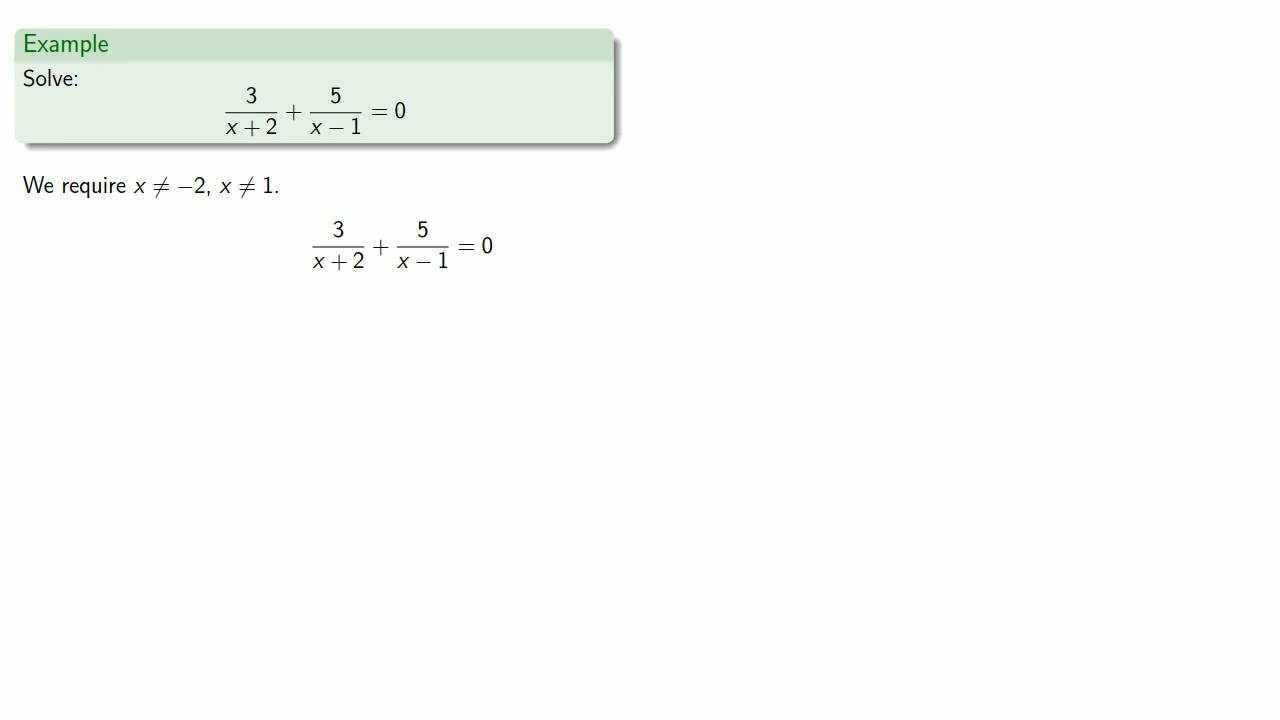 Example
Solve:
3/(x + 2) + 5/(x − 1) = 0
We require x ≠ −2, x ≠ 1.
3/(x + 2) + 5/(x − 1) = 0